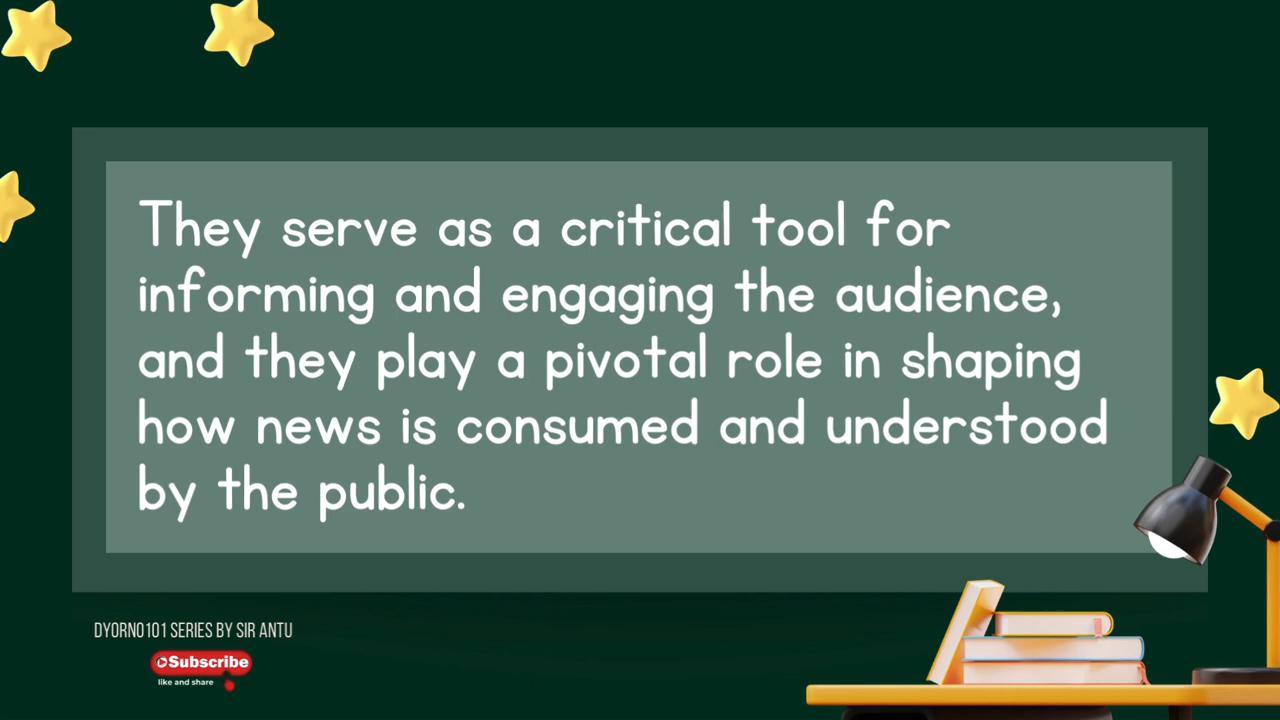 They serve as a critical tool for
informing and engaging the audience,
and they play a pivotal role in shaping
how news is consumed and understood
by the public.
DYORNO101 SERIES BY SIR ANTU
Subscribe
like and share